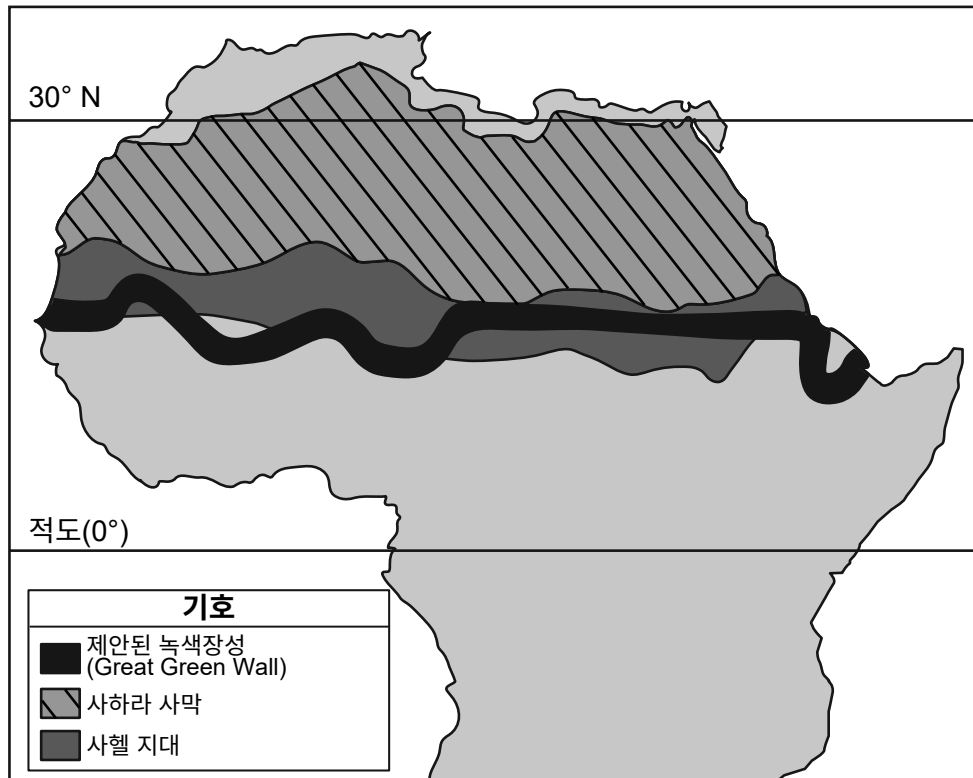 30° N
적도(0°)
기호
제안된 녹색장성
(Great Green Wall)
사하라 사막
사헬 지대